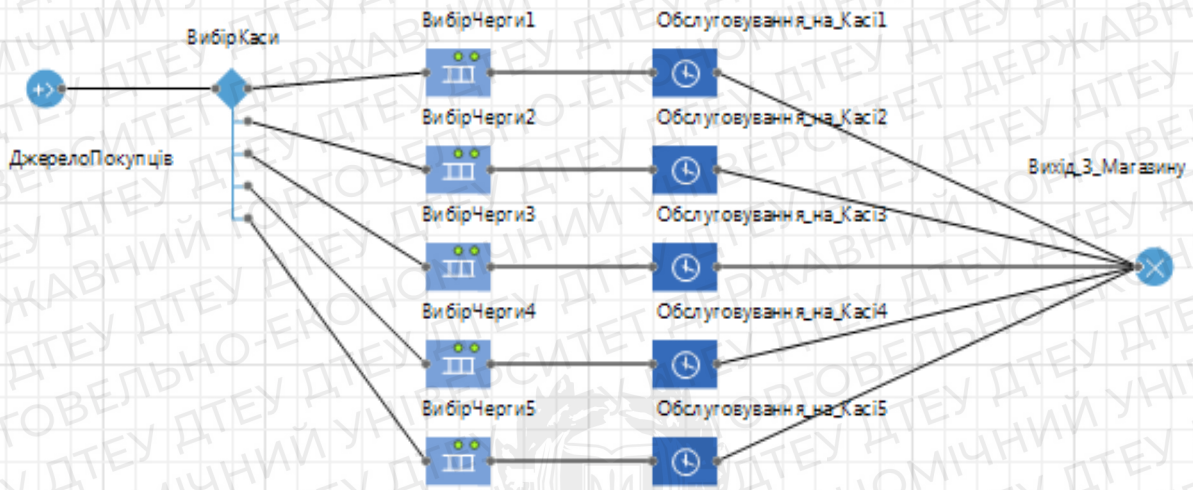 ВибірЧерги1
Обслуговування_на_Касі1
ВибірКаси
ВибірЧерги2
Обслуговування_на_Касі2
ДжерелоПокупців
Вихід_З_Магазину
ВибірЧерги3
Обслуговування_на_Касі3
ВибірЧерги4
Обслуговування_на_Касі4
ВибірЧерги5
Обслуговування_на_Касі5